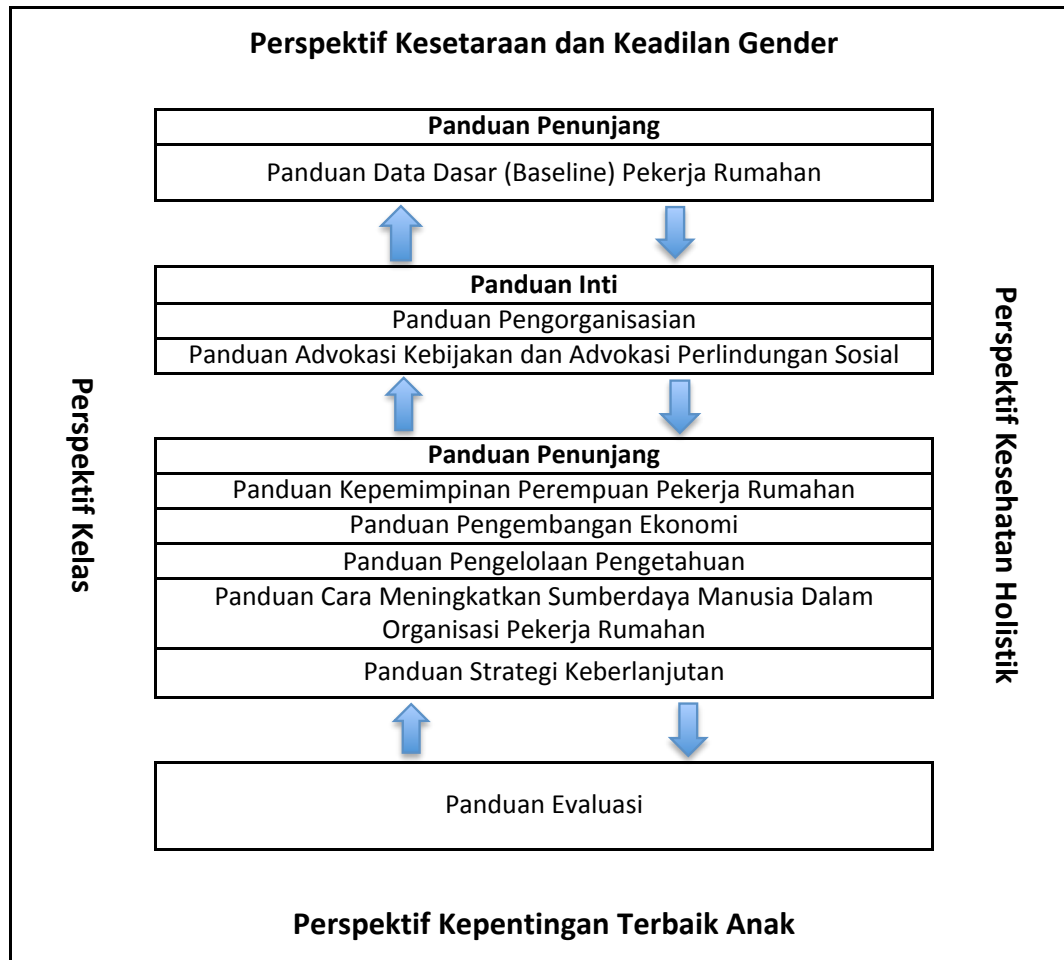 Perspektif Kesetaraan dan Keadilan Gender
Panduan Penunjang
Panduan Data Dasar (Baseline) Pekerja Rumahan
Panduan Inti
Panduan Pengorganisasian
Panduan Advokasi Kebijakan dan Advokasi Perlindungan Sosial
Perspektif Kelas
Perspektif Kesehatan Holistik
Panduan Penunjang
Panduan Kepemimpinan Perempuan Pekerja Rumahan
Panduan Pengembangan Ekonomi
Panduan Pengelolaan Pengetahuan
Panduan Cara Meningkatkan Sumberdaya Manusia Dalam
Organisasi Pekerja Rumahan
Panduan Strategi Keberlanjutan
Panduan Evaluasi
Perspektif Kepentingan Terbaik Anak